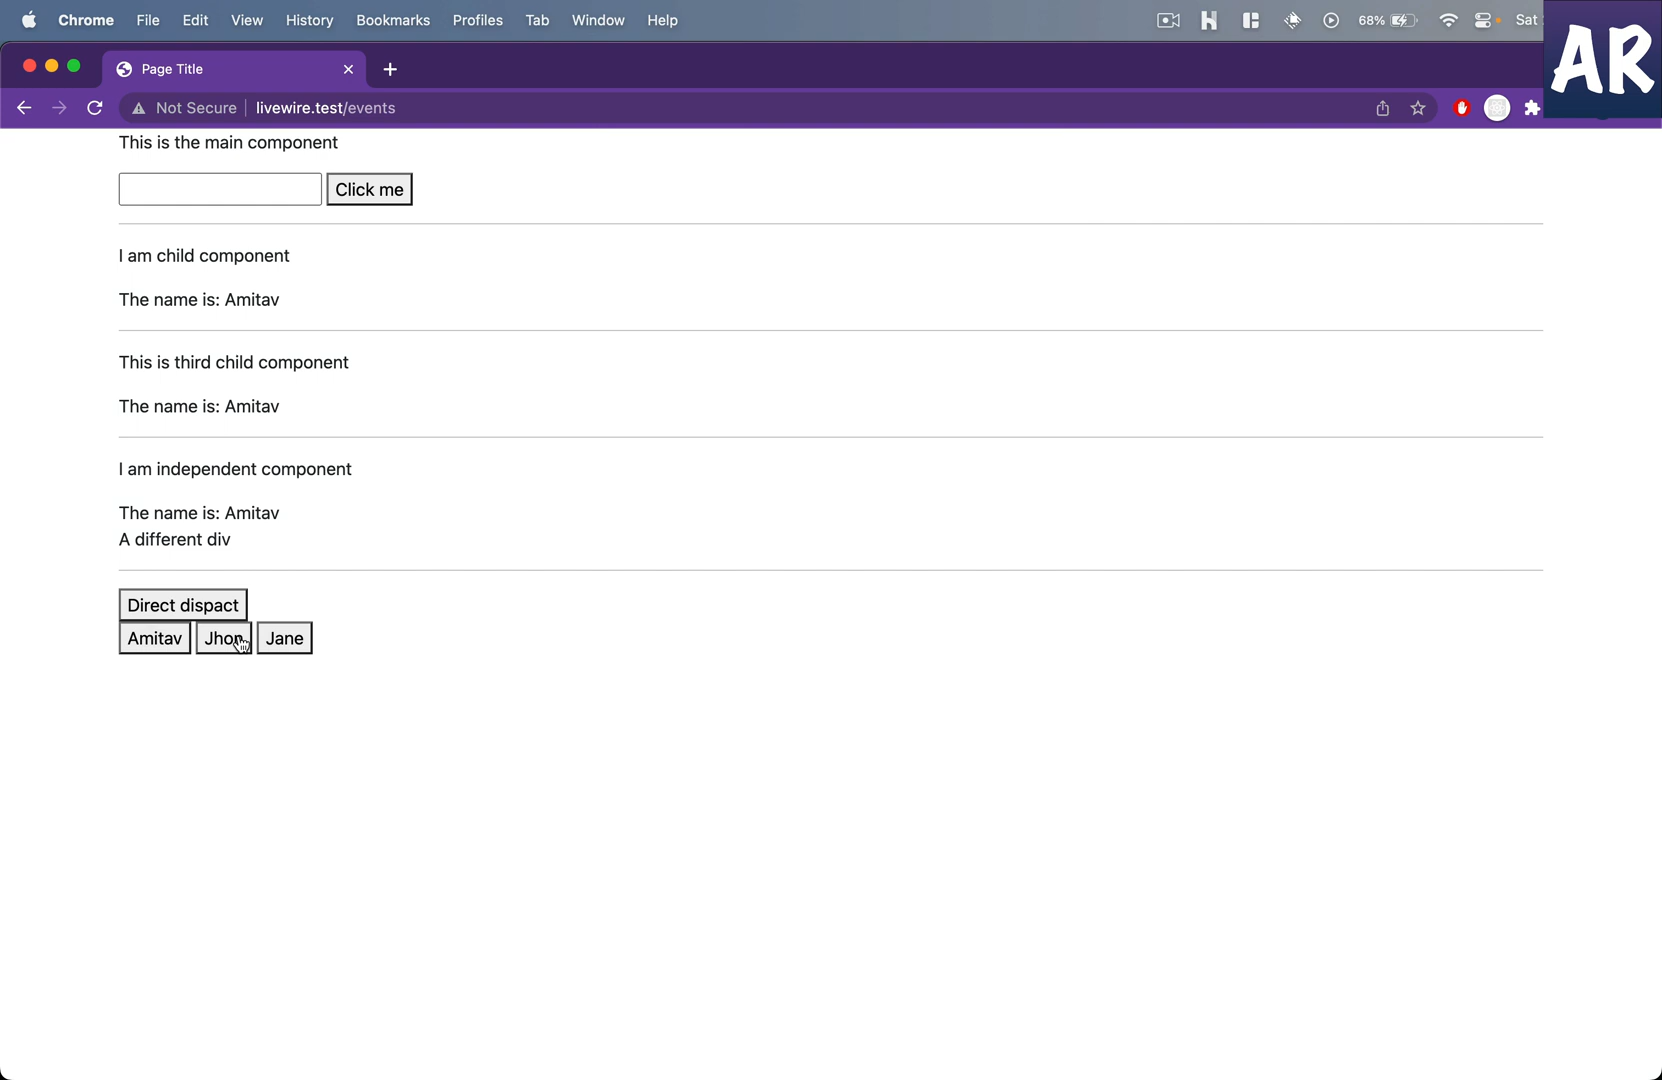 Chrome File Edit View History Bookmarks Profiles Tab Window Help 68% Sat
AR
Page Title
Not Secure livewire.test/events
This is the main component
Click me
I am child component
The name is: Amitav
This is third child component
The name is: Amitav
I am independent component
The name is: Amitav
A different div
Direct dispact
Amitav Jhon Jane